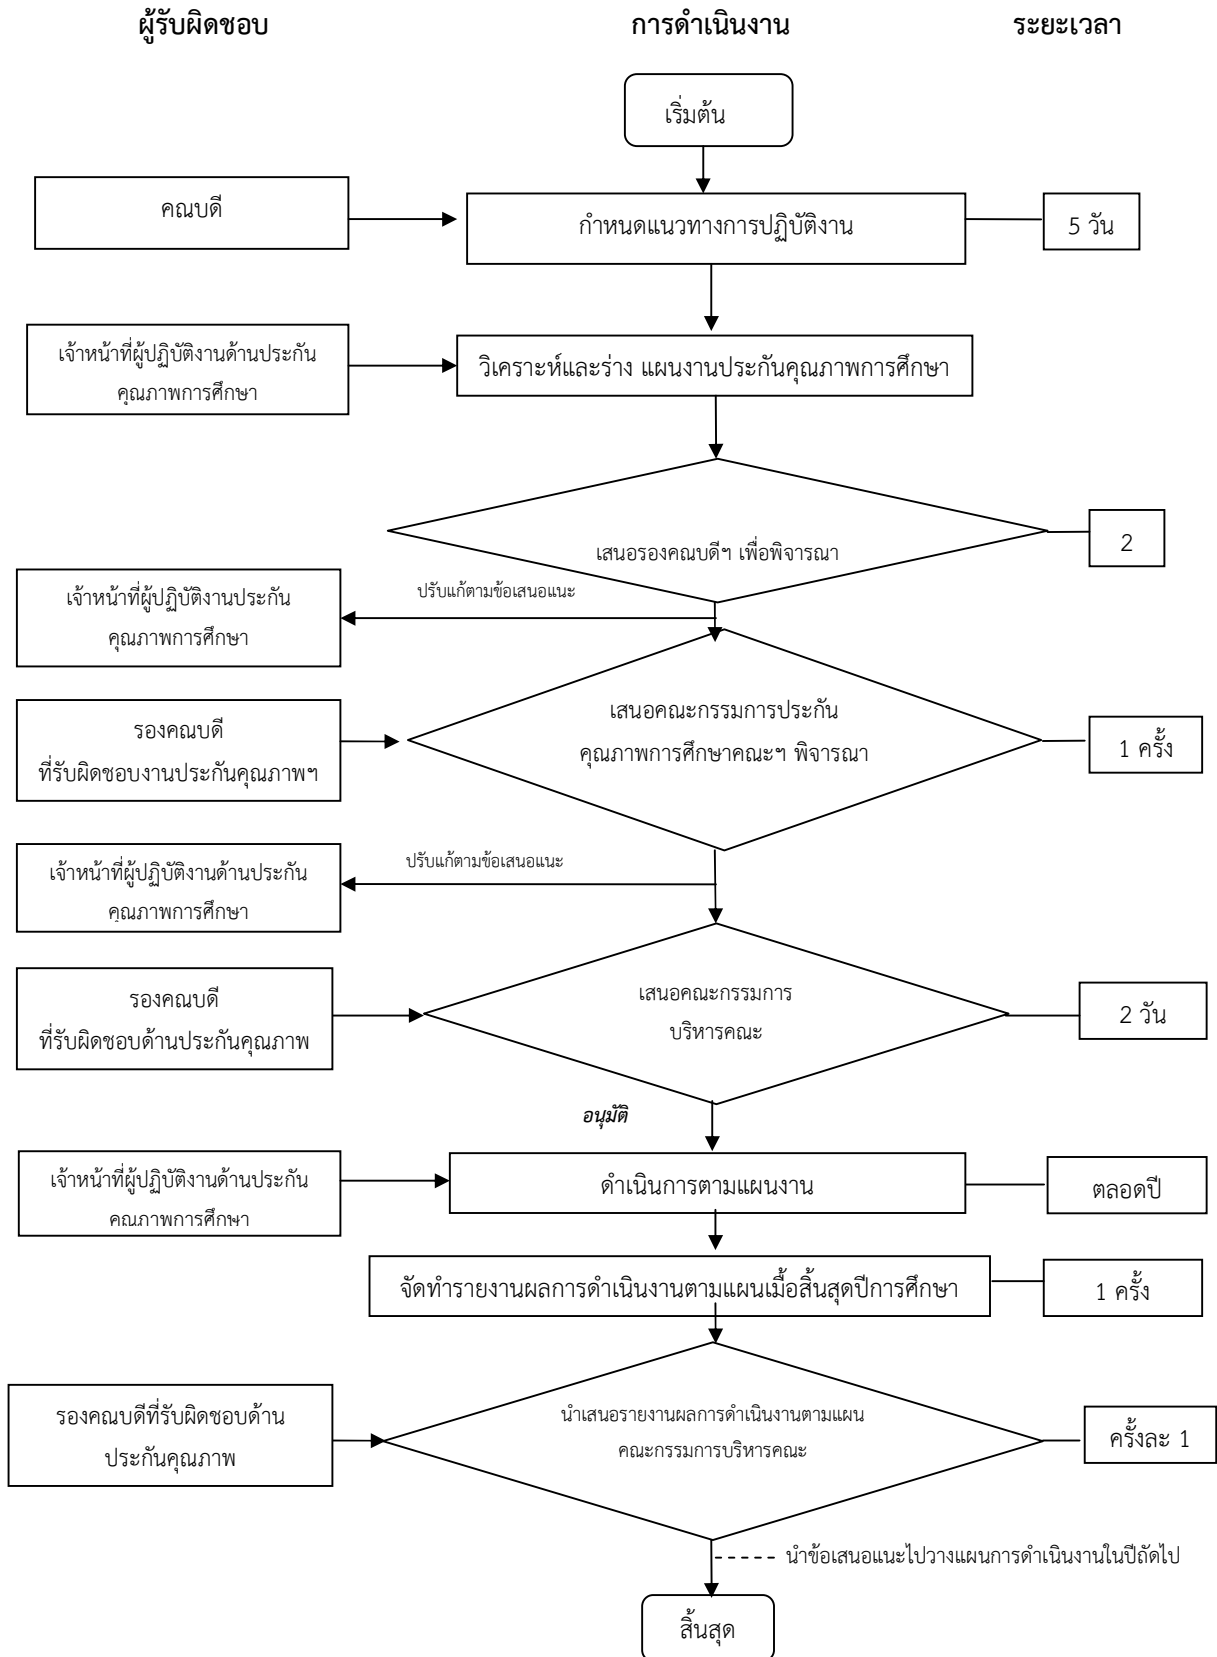 ผู้รับผิดชอบ การดำเนินงาน ระยะเวลา
เริ่มต้น
คณบดี
กำหนดแนวทางการปฏิบัติงาน
5 วัน
เจ้าหน้าที่ผู้ปฏิบัติงานด้านประกัน
คุณภาพการศึกษา
วิเคราะห์และร่าง แผนงานประกันคุณภาพการศึกษา
เสนอรองคณบดีฯ เพื่อพิจารณา
2
ปรับแก้ตามข้อเสนอแนะ
เจ้าหน้าที่ผู้ปฏิบัติงานประกัน
คุณภาพการศึกษา
รองคณบดี
ที่รับผิดชอบงานประกันคุณภาพฯ
เสนอคณะกรรมการประกัน
คุณภาพการศึกษาคณะฯ พิจารณา
1 ครั้ง
ปรับแก้ตามข้อเสนอแนะ
เจ้าหน้าที่ผู้ปฏิบัติงานด้านประกัน
คุณภาพการศึกษา
รองคณบดี
ที่รับผิดชอบด้านประกันคุณภาพ
เสนอคณะกรรมการ
บริหารคณะ
2 วัน
อนุมัติ
เจ้าหน้าที่ผู้ปฏิบัติงานด้านประกัน
คุณภาพการศึกษา
ดำเนินการตามแผนงาน
ตลอดปี
จัดทำรายงานผลการดำเนินงานตามแผนเมื้อสิ้นสุดปีการศึกษา
1 ครั้ง
รองคณบดีที่รับผิดชอบด้าน
ประกันคุณภาพ
นำเสนอรายงานผลการดำเนินงานตามแผน
คณะกรรมการบริหารคณะ
ครั้งละ 1
นำข้อเสนอแนะไปวางแผนการดำเนินงานในปีถัดไป
สิ้นสุด